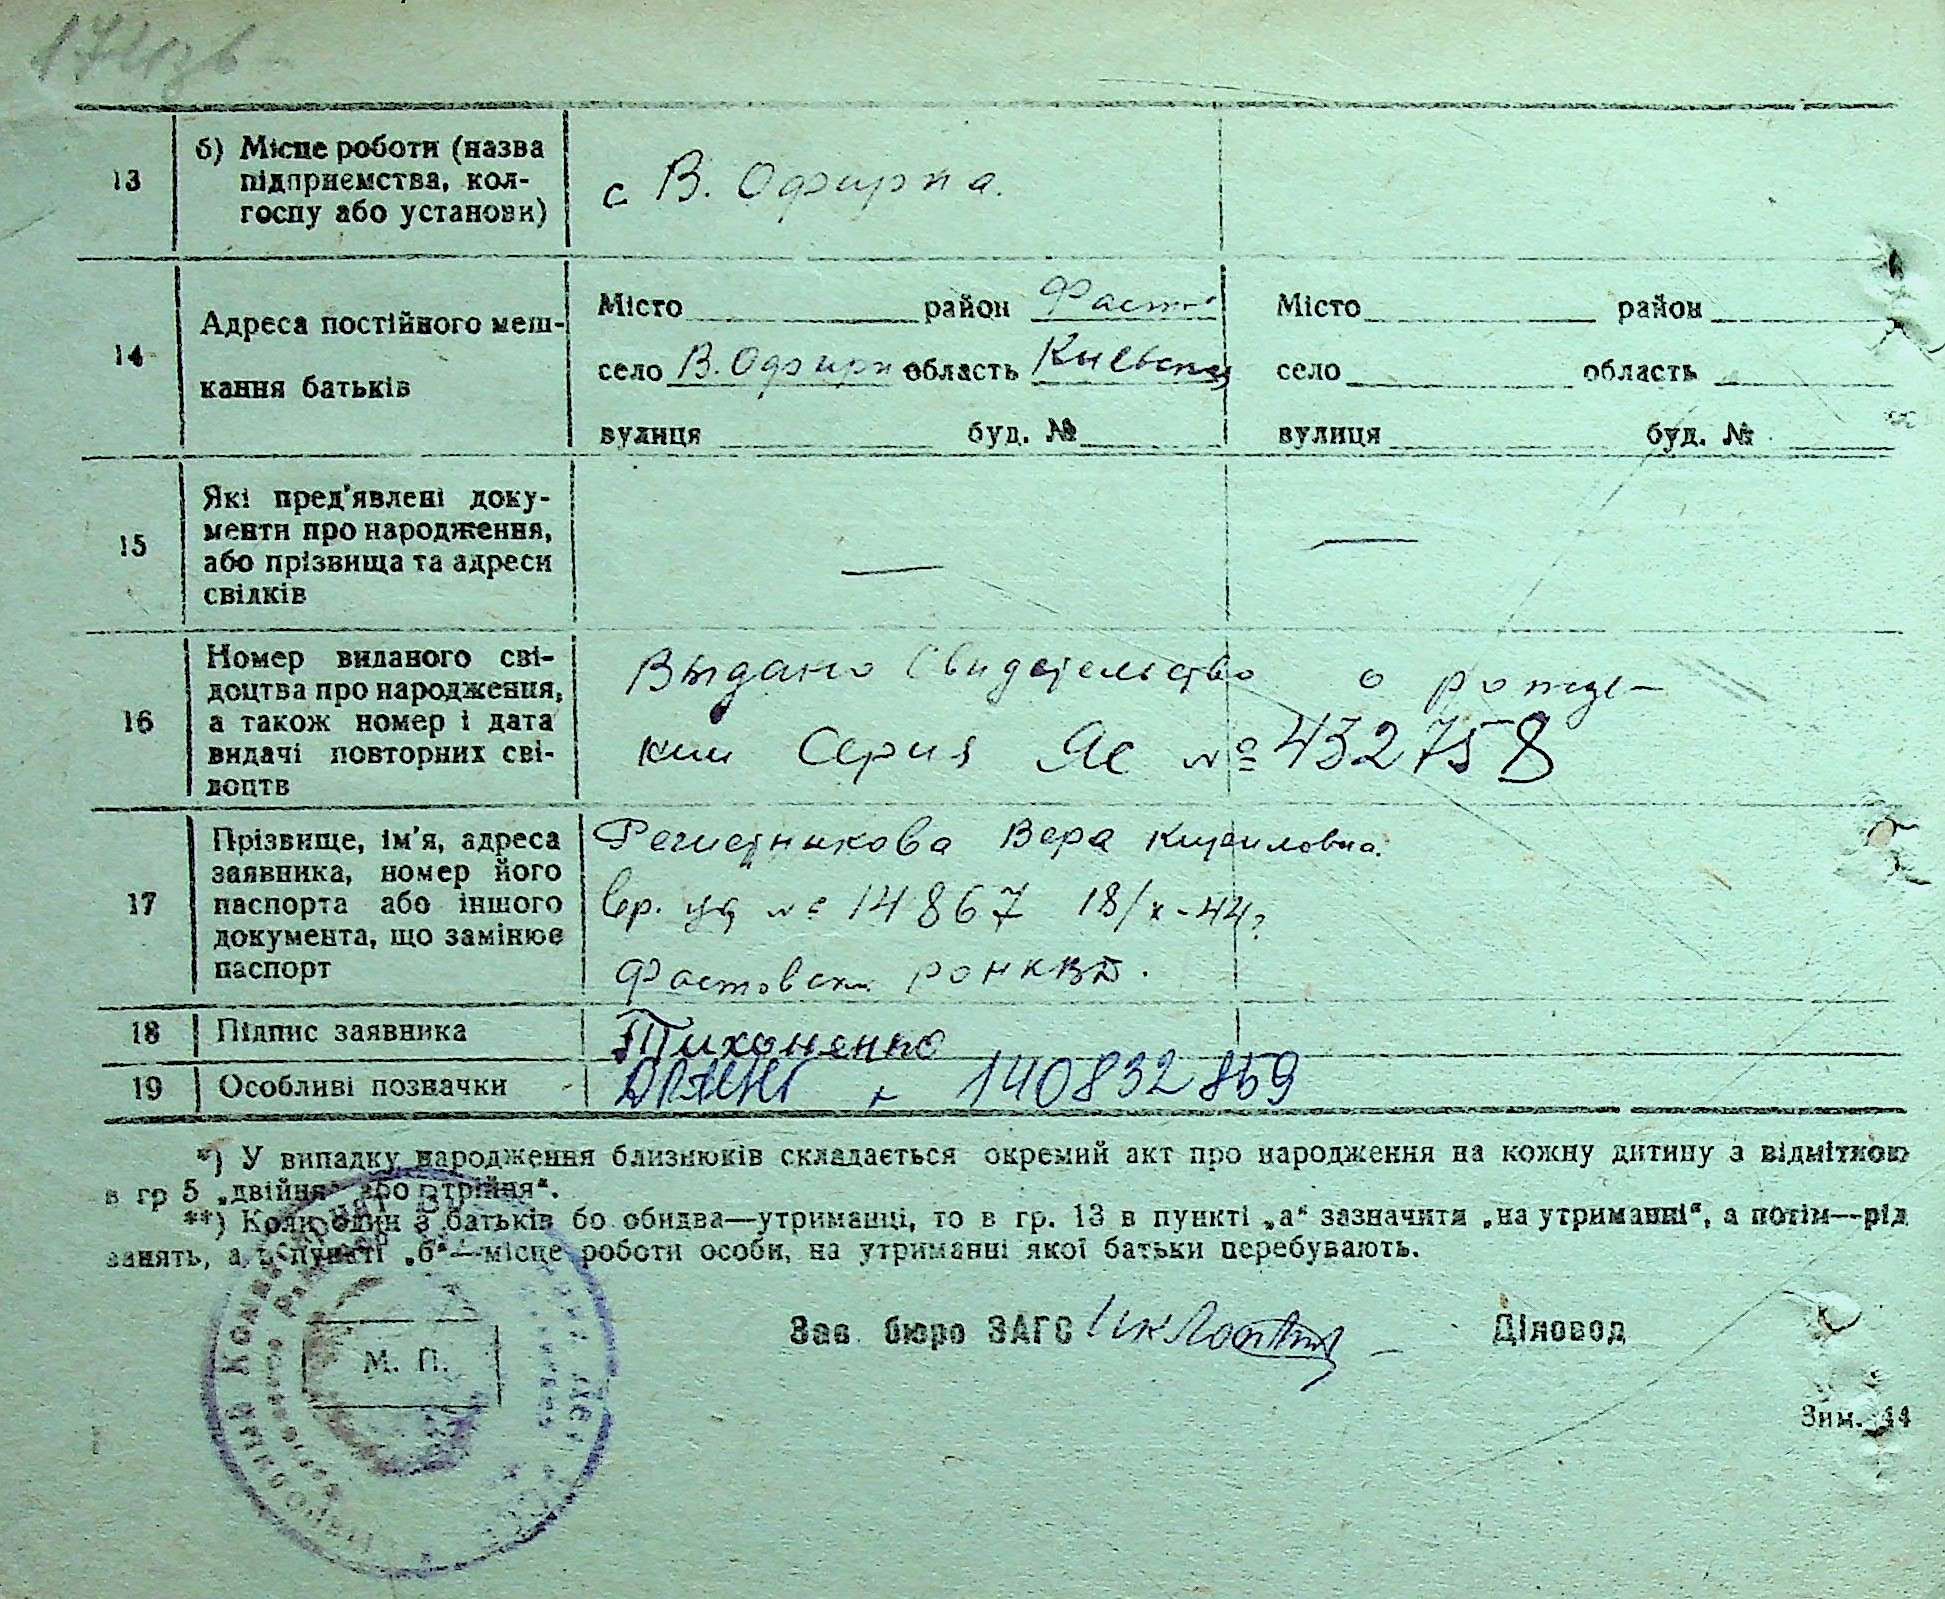 13
б) Місце роботи (назва
підприємства, кол-
госпу або установи)
с В. Офирна.
14
Адреса постійного меш-
кання батьків
Місто район Фаст
село В. Офирн область Киевская
вулиця буд. №
Місто район
село область
вулиця буд. №
15
Які пред'явлені доку-
менти про народження,
або прізвища та адреси
свідків
—
—
16
Номер виданого сві-
доцтва про народження,
а також номер і дата
видачі повторних сві-
доцтв
Выдано Свидетельство о рожде-
нии Серия ЯС № 432758
17
Прізвище, ім'я, адреса
заявника, номер його
паспорта або іншого
документа, що замінює
паспорт
Вера Кирилловна.
вр. уд № 14867 18/х-44г
Фастовским РОНКВД.
18
Підпис заявника
Тихоненко
19
Особливі позначки
140832859
*) У випадку народження близнюків складається окремий акт про народження на кожну дитину з відміткою
в гр 5 „двійня“ або „трійня“.
**) Коли один з батьків бо обидва—утриманці, то в гр. 13 в пункті „а“ зазначити „на утриманні“, а потім—рід
занять, а в пункті „б“—місце роботи особи, на утриманні якої батьки перебувають.
М. П.
Зав. бюро ЗАГС
Діловод
Зим. 44